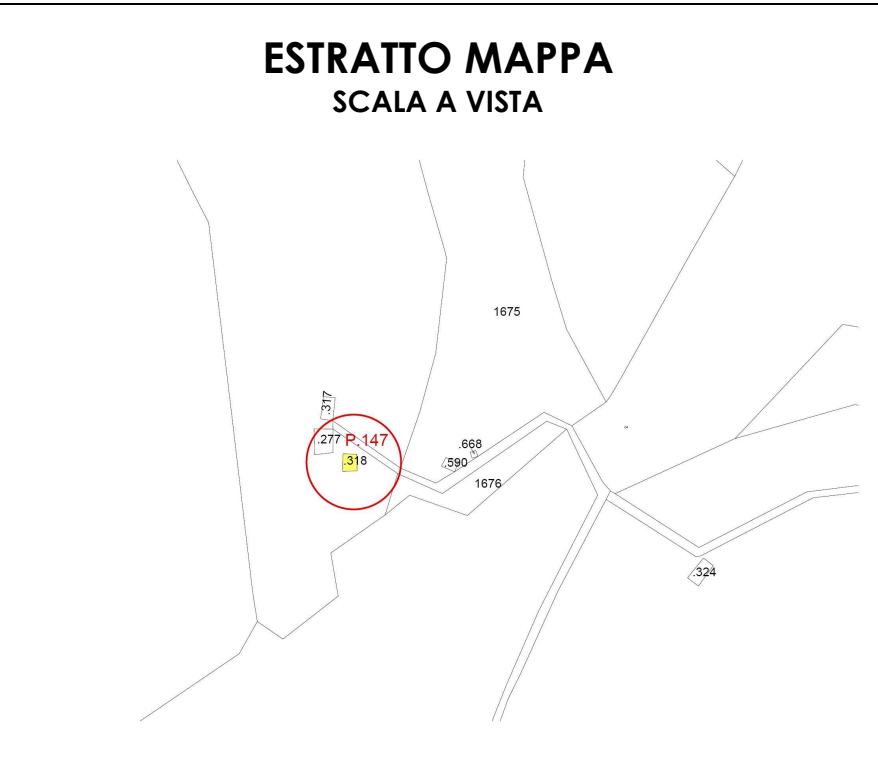 ESTRATTO MAPPA
SCALA A VISTA
1675
.317
.277 P.147
.668
.318
.590
1676
.324